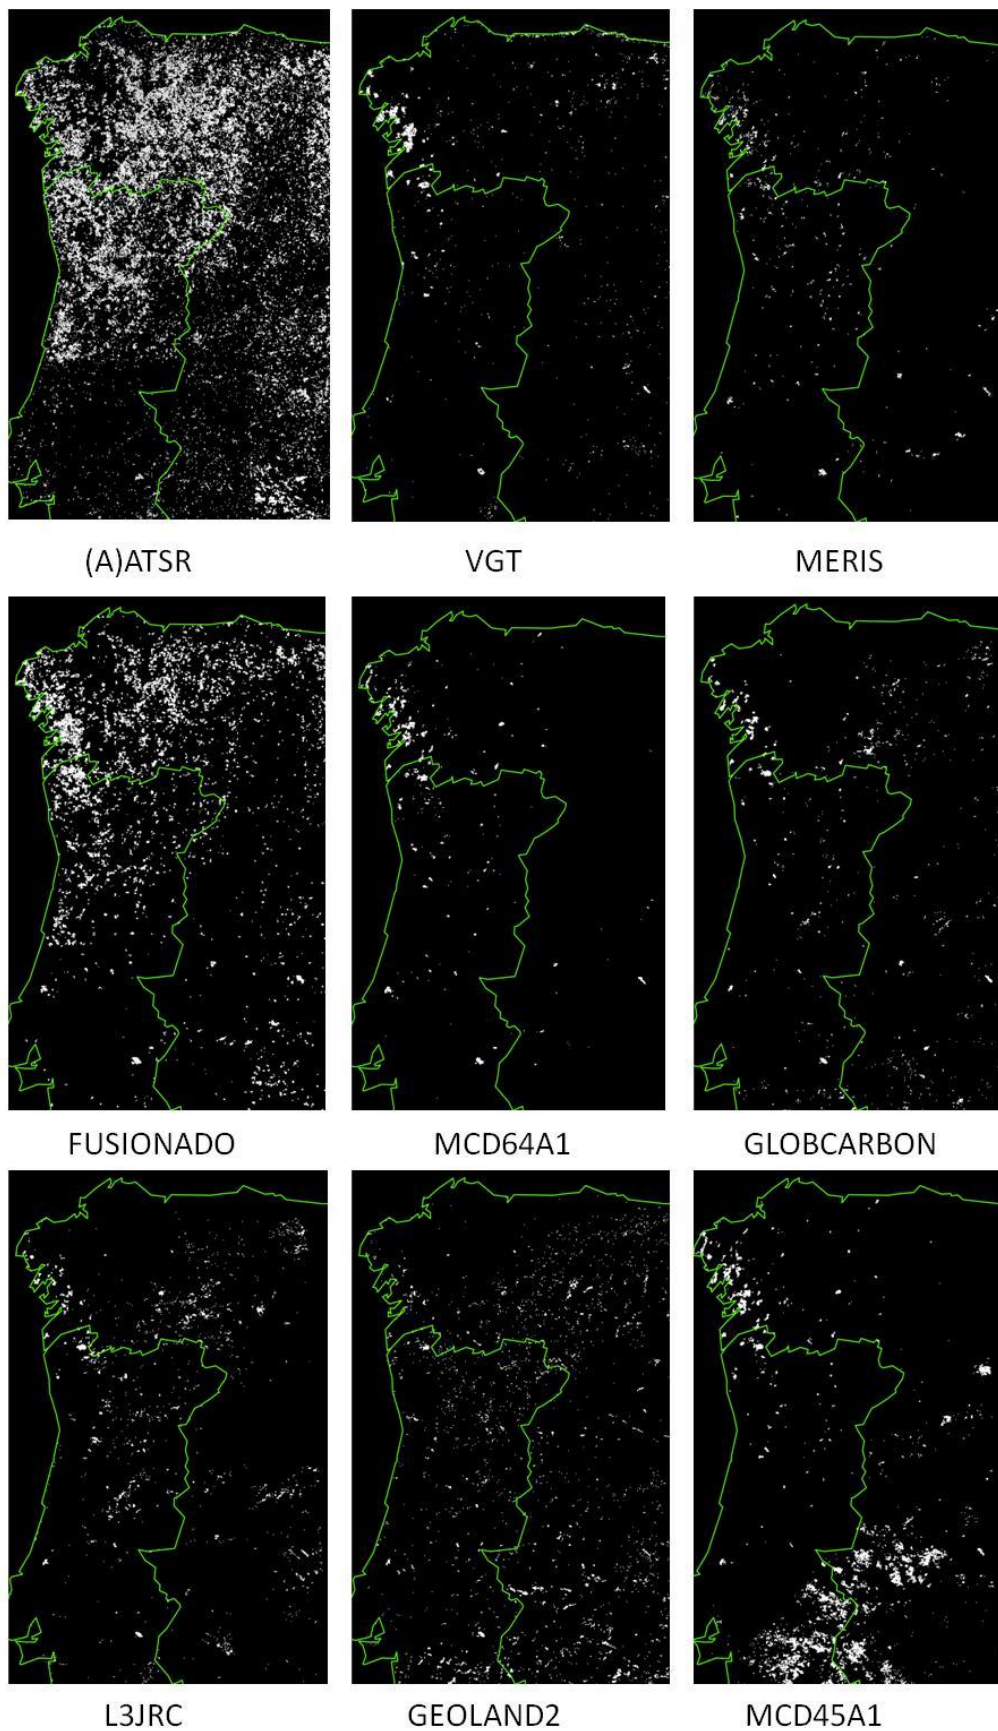 (A)ATSR VGT MERIS
FUSIONADO MCD64A1 GLOBCARBON
L3JRC GEOLAND2 MCD45A1